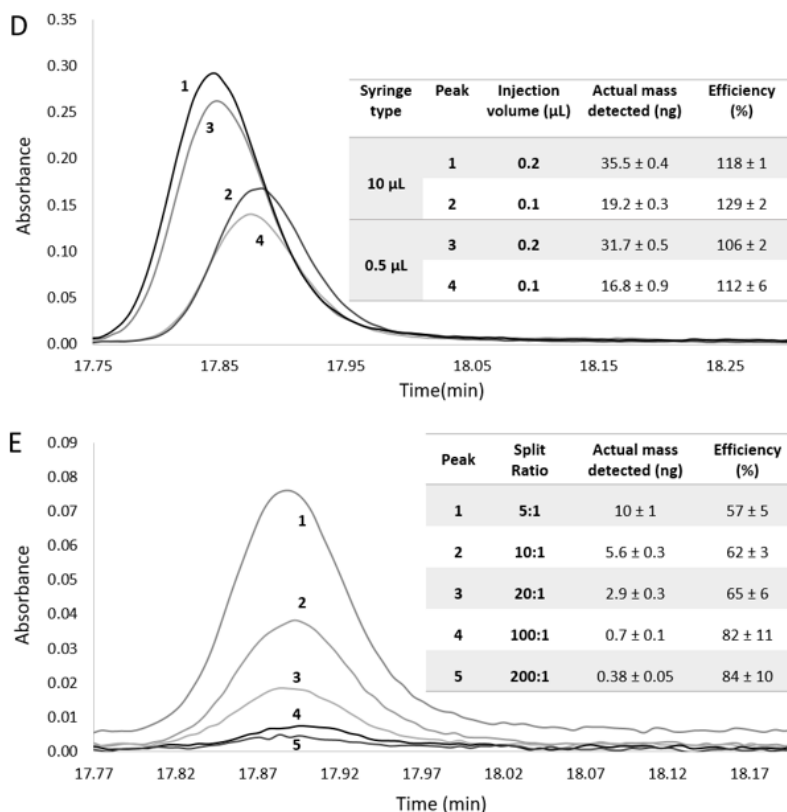 D
0.35
0.30
0.25
0.20
0.15
0.10
0.05
0.00
Absorbance
1
3
2
4
Syringe type Peak Injection volume (µL) Actual mass detected (ng) Efficiency (%)
10 µL 1 0.2 35.5 ± 0.4 118 ± 1
2 0.1 19.2 ± 0.3 129 ± 2
0.5 µL 3 0.2 31.7 ± 0.5 106 ± 2
4 0.1 16.8 ± 0.9 112 ± 6
17.75 17.85 17.95 18.05 18.15 18.25
Time(min)
E
0.09
0.08
0.07
0.06
0.05
0.04
0.03
0.02
0.01
0.00
Absorbance
1
2
3
4
5
Peak Split Ratio Actual mass detected (ng) Efficiency (%)
1 5:1 10 ± 1 57 ± 5
2 10:1 5.6 ± 0.3 62 ± 3
3 20:1 2.9 ± 0.3 65 ± 6
4 100:1 0.7 ± 0.1 82 ± 11
5 200:1 0.38 ± 0.05 84 ± 10
17.77 17.82 17.87 17.92 17.97 18.02 18.07 18.12 18.17
Time (min)